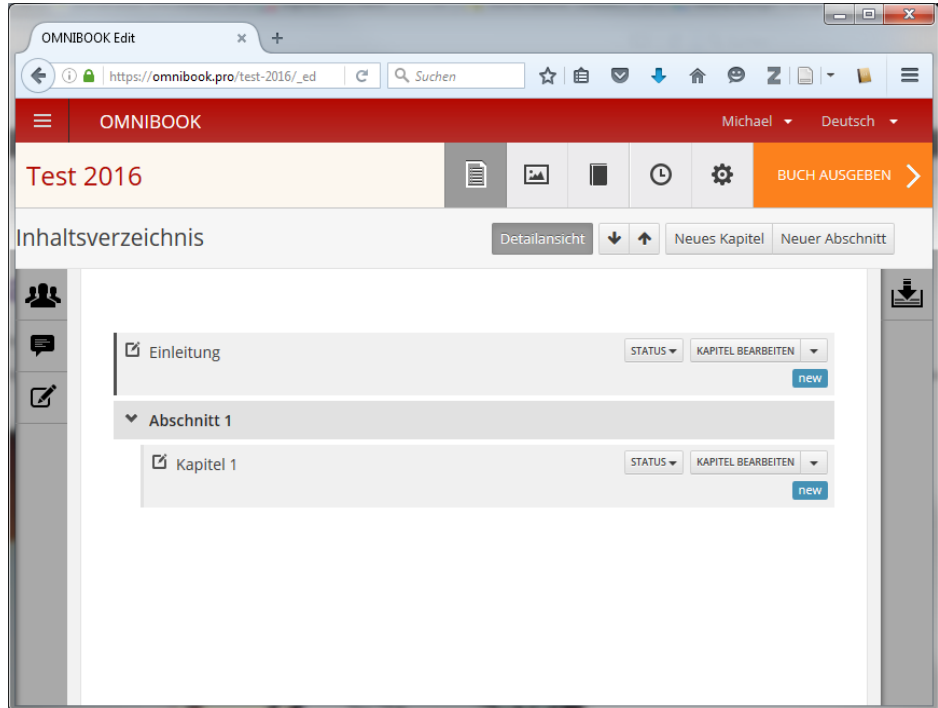 OMNIBOOK Edit
https://omnibook.pro/test-2016/_ed
Suchen
OMNIBOOK
Michael
Deutsch
Test 2016
BUCH AUSGEBEN
Inhaltsverzeichnis
Detailansicht
Neues Kapitel
Neuer Abschnitt
Einleitung
STATUS
KAPITEL BEARBEITEN
new
Abschnitt 1
Kapitel 1
STATUS
KAPITEL BEARBEITEN
new